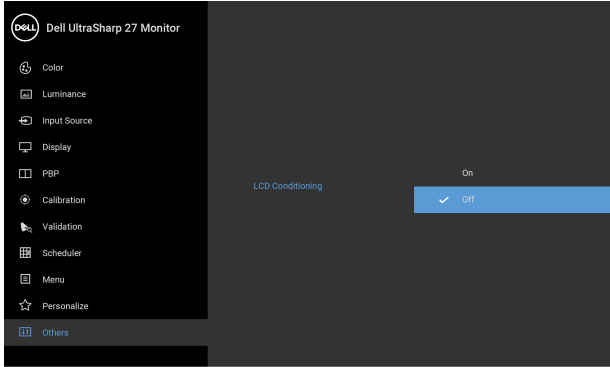 DELL Dell UltraSharp 27 Monitor
Color
Luminance
Input Source
Display
PBP
Calibration
Validation
Scheduler
Menu
Personalize
Others
LCD Conditioning
On
Off